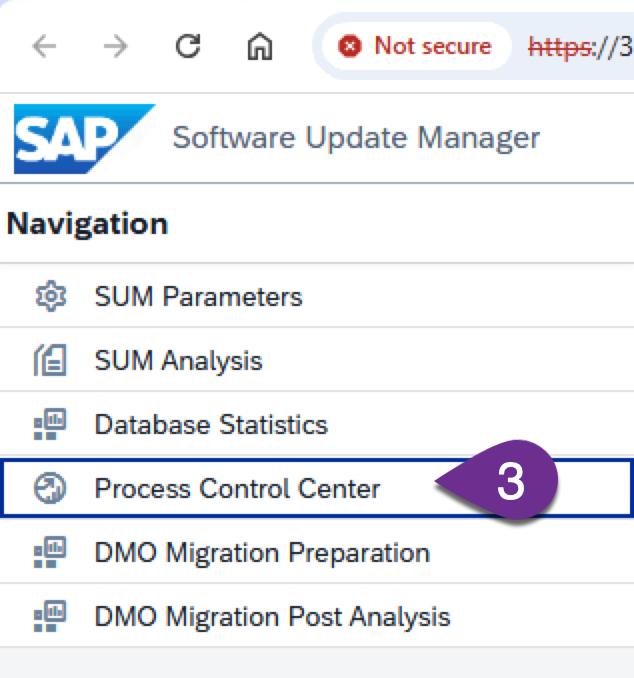 Not secure https://3
SAP Software Update Manager
Navigation
SUM Parameters
SUM Analysis
Database Statistics
Process Control Center 3
DMO Migration Preparation
DMO Migration Post Analysis